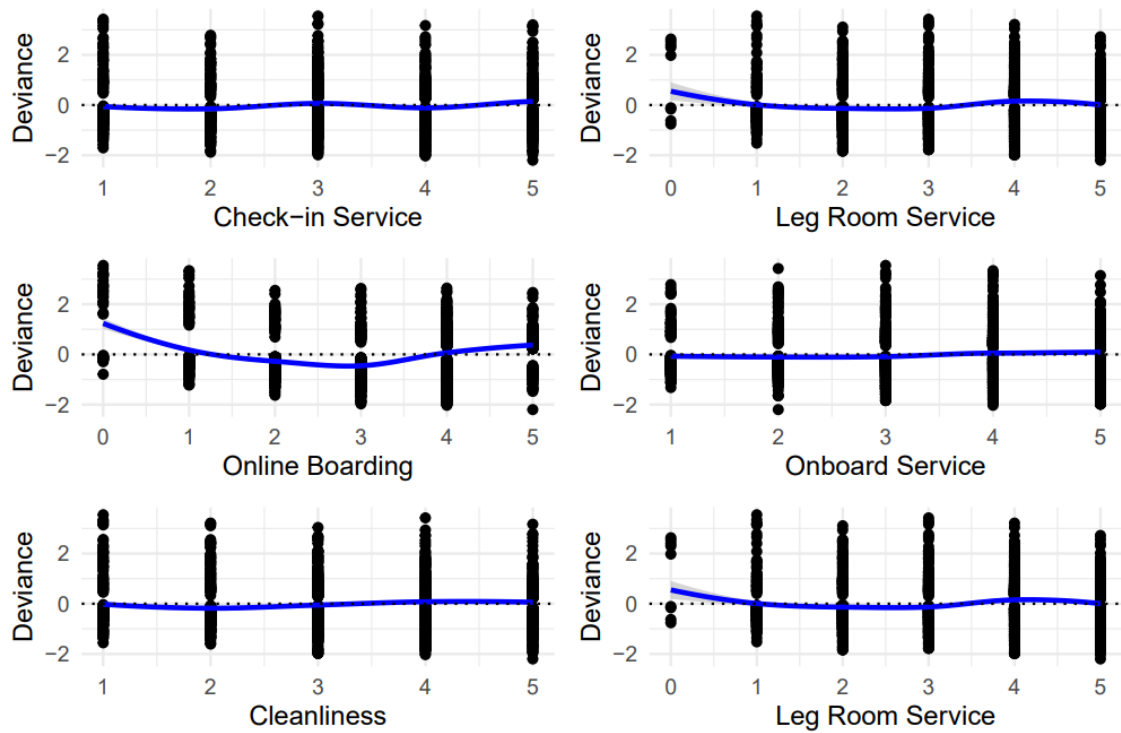 Deviance
2
0
−2
1 2 3 4 5
Check−in Service
Deviance
2
0
−2
0 1 2 3 4 5
Leg Room Service
Deviance
2
0
−2
0 1 2 3 4 5
Online Boarding
Deviance
2
0
−2
1 2 3 4 5
Onboard Service
Deviance
2
0
−2
1 2 3 4 5
Cleanliness
Deviance
2
0
−2
0 1 2 3 4 5
Leg Room Service